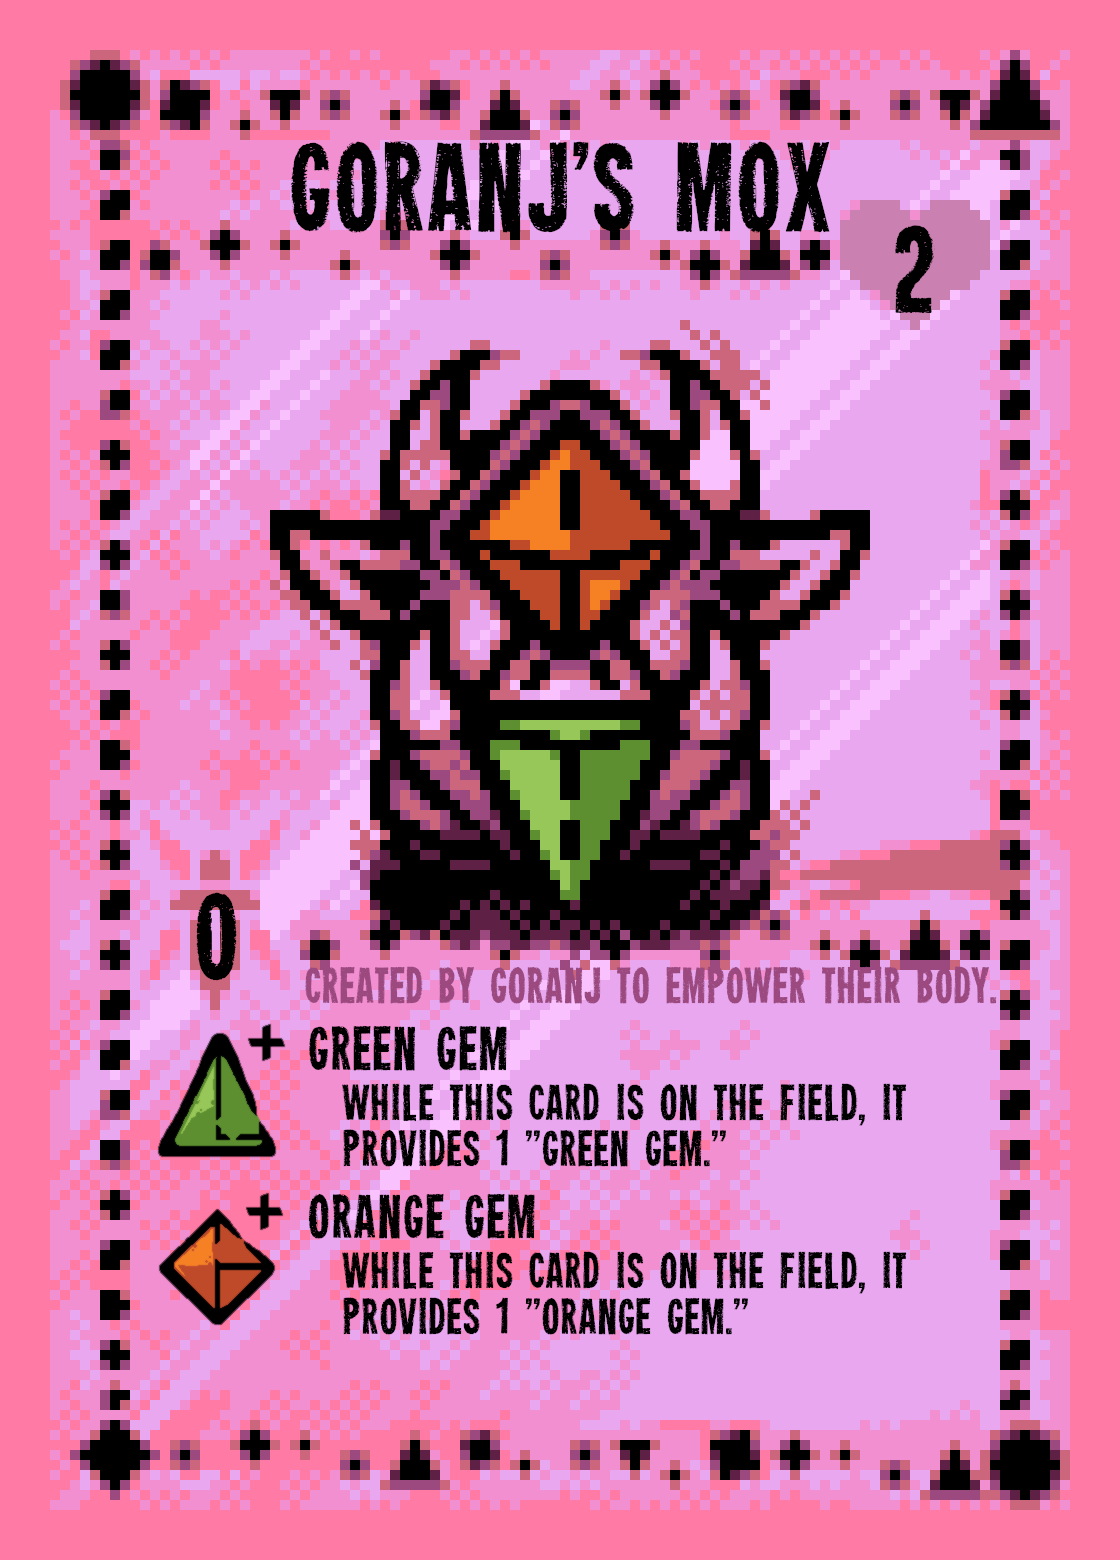 GORANJ'S MOX
2
0
CREATED BY GORANJ TO EMPOWER THEIR BODY.
+ GREEN GEM
WHILE THIS CARD IS ON THE FIELD, IT
PROVIDES 1 "GREEN GEM."
+ ORANGE GEM
WHILE THIS CARD IS ON THE FIELD, IT
PROVIDES 1 "ORANGE GEM."